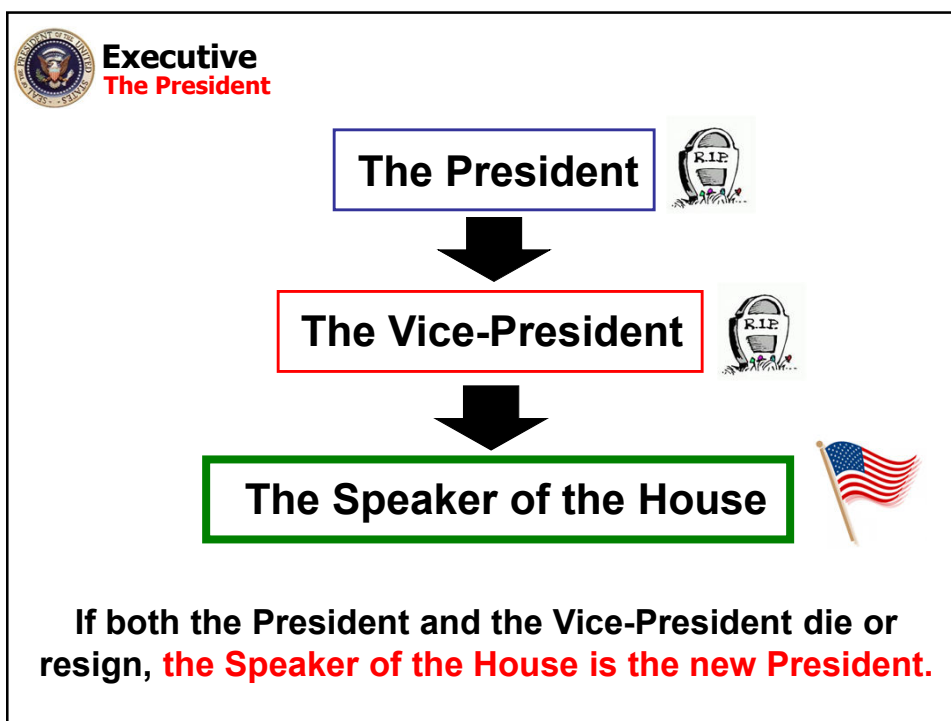 Executive
The President
The President
R.I.P.
The Vice-President
R.I.P.
The Speaker of the House
If both the President and the Vice-President die or
resign, the Speaker of the House is the new President.